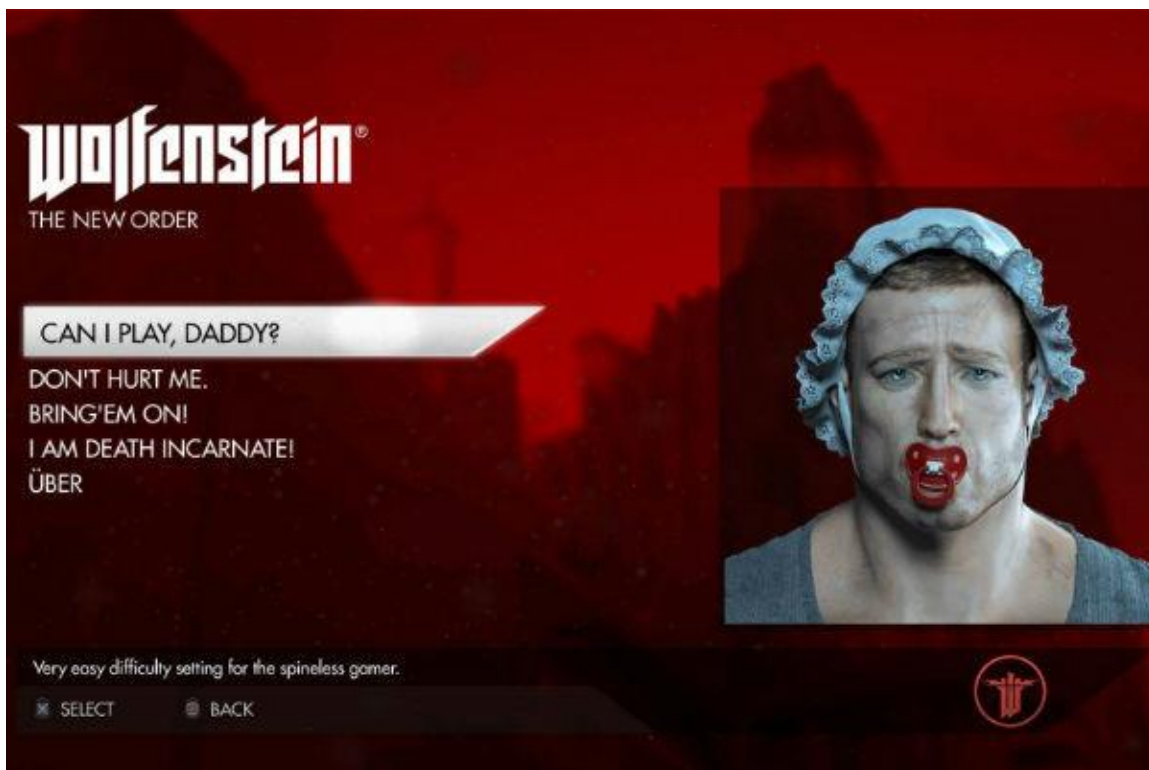 Wolfenstein®
THE NEW ORDER
CAN I PLAY, DADDY?
DON'T HURT ME.
BRING'EM ON!
I AM DEATH INCARNATE!
ÜBER
Very easy difficulty setting for the spineless gamer.
SELECT BACK